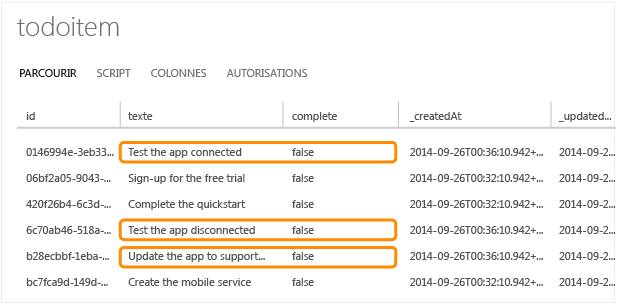 todoitem
PARCOURIR SCRIPT COLONNES AUTORISATIONS
id texte complete _createdAt _updated...
0146994e-3eb33... Test the app connected false 2014-09-26T00:36:10.942+... 2014-09-2...
06bf2a05-9043-... Sign-up for the free trial false 2014-09-26T00:32:10.942+... 2014-09-2...
420f26b4-6c3d-... Complete the quickstart false 2014-09-26T00:32:10.942+... 2014-09-2...
6c70ab46-518a-... Test the app disconnected false 2014-09-26T00:36:10.942+... 2014-09-2...
b28ecbbf-1eba-... Update the app to support... false 2014-09-26T00:36:10.942+... 2014-09-2...
bc7fca9d-149d-... Create the mobile service false 2014-09-26T00:32:10.942+... 2014-09-2...